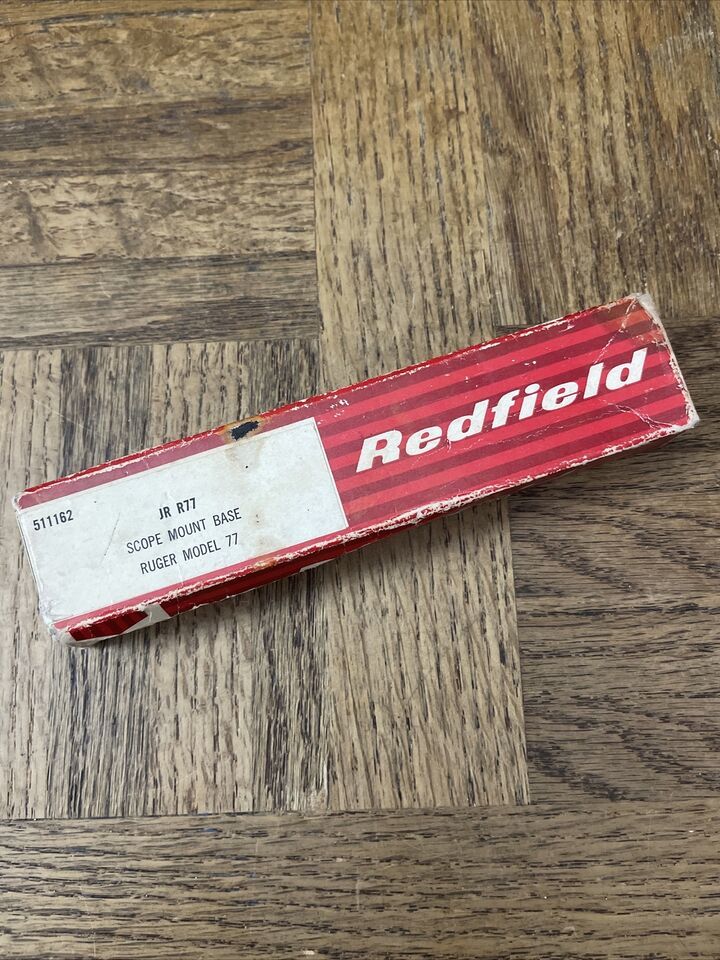 Redfield
511162
JR R77
SCOPE MOUNT BASE
RUGER MODEL 77